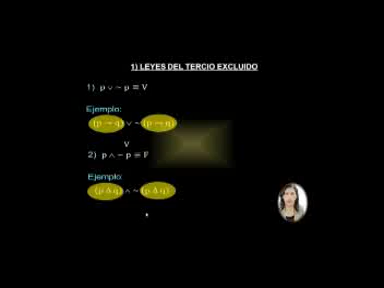 1) LEYES DEL TERCIO EXCLUIDO
1) p ∨ ~ p ≡ V
Ejemplo:
(p → q) ∨ ~ (p → q)
V
2) p ∧ ~ p ≡ F
Ejemplo:
(p Δ q) ∧ ~ (p Δ q)